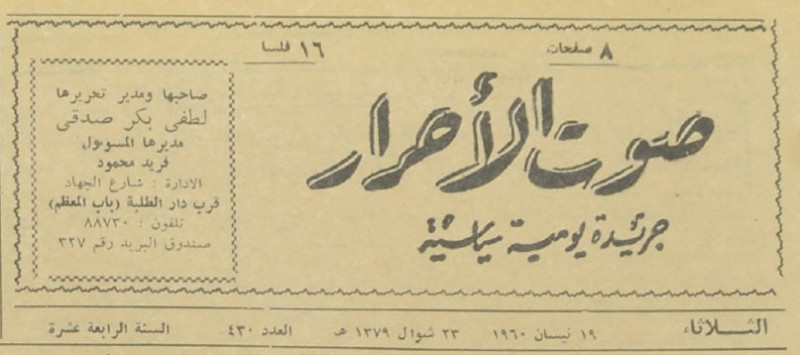 ٨ صفحات
١٦ فلسا
صوت الأحرار
جريدة يومية سياسية
صاحبها ومدير تحريرها
لطفي بكر صدقي
مديرها المسوءول
فريد محمود
الادارة : شارع الجهاد
قرب دار الطلبة (باب المعظم)
تلفون : ٨٨٧٣٠
صندوق البريد رقم ٣٢٧
الثلاثاء ١٩ نيسان ١٩٦٠ ٢٣ شوال ١٣٧٩ هـ العدد ٤٣٠ السنة الرابعة عشرة